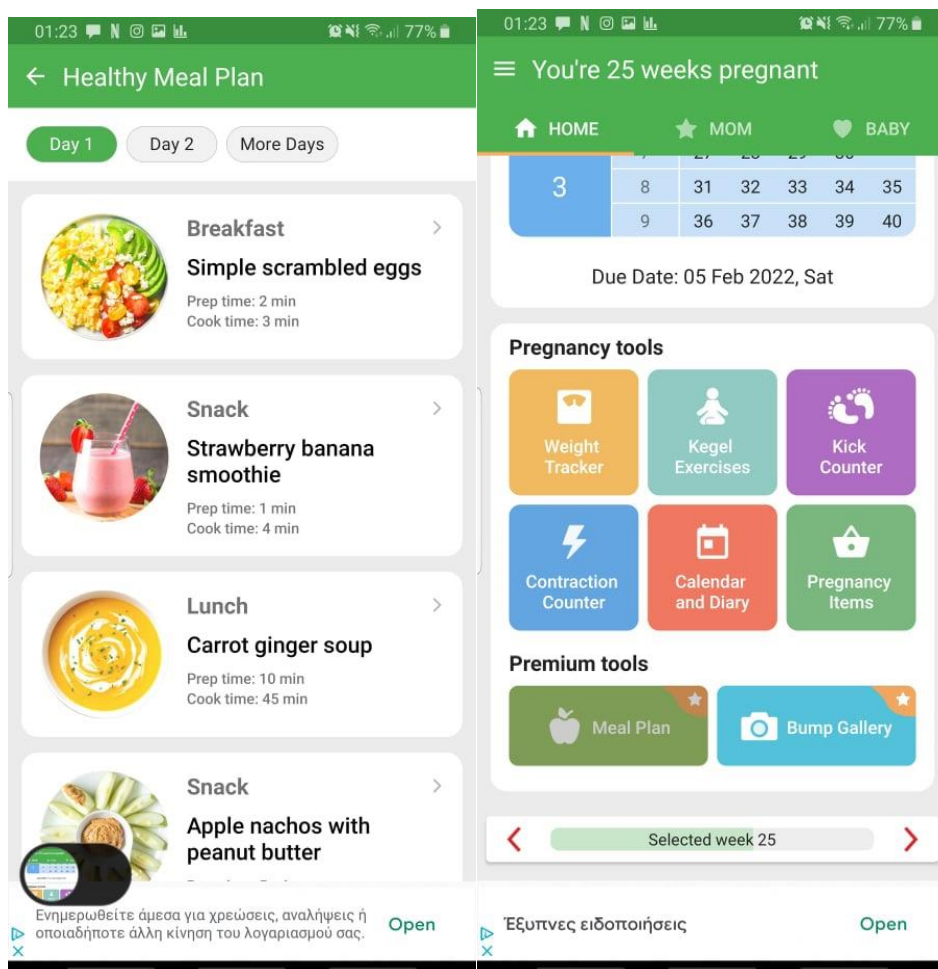 01:23 77%
Healthy Meal Plan
Day 1 Day 2 More Days
Breakfast
Simple scrambled eggs
Prep time: 2 min
Cook time: 3 min
Snack
Strawberry banana
smoothie
Prep time: 1 min
Cook time: 4 min
Lunch
Carrot ginger soup
Prep time: 10 min
Cook time: 45 min
Snack
Apple nachos with
peanut butter
Ενημερωθείτε άμεσα για χρεώσεις, αναλήψεις ή
οποιαδήποτε άλλη κίνηση του λογαριασμού σας.
Open
01:23 N 77%
You're 25 weeks pregnant
HOME MOM BABY
3
8 31 32 33 34 35
9 36 37 38 39 40
Due Date: 05 Feb 2022, Sat
Pregnancy tools
Weight
Tracker
Kegel
Exercises
Kick
Counter
Contraction
Counter
Calendar
and Diary
Pregnancy
Items
Premium tools
Meal Plan
Bump Gallery
Selected week 25
Έξυπνες ειδοποιήσεις
Open